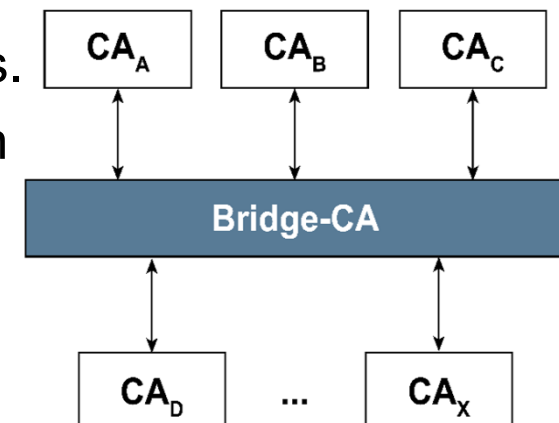 CA_A CA_B CA_C
s.
n
Bridge-CA
CA_D ... CA_X